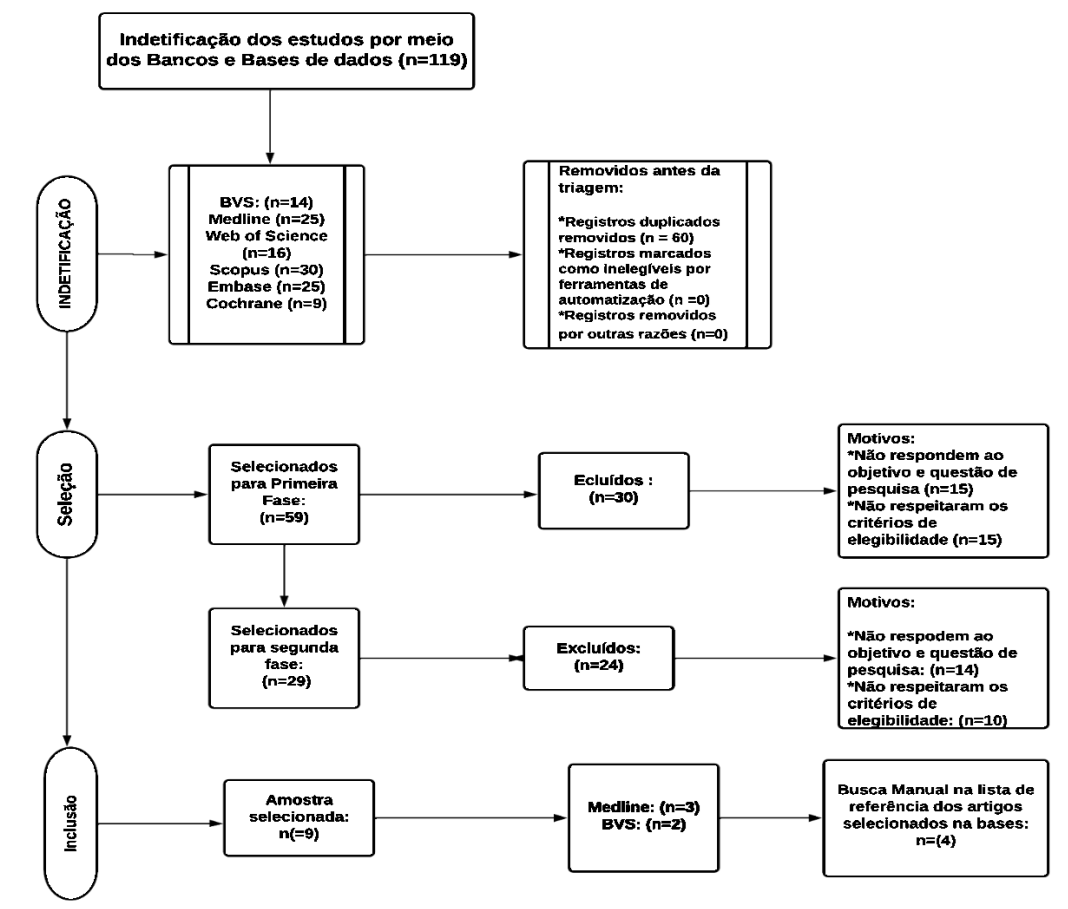 Indetificação dos estudos por meio
dos Bancos e Bases de dados (n=119)
INDETIFICAÇÃO
BVS: (n=14)
Medline (n=25)
Web of Science
(n=16)
Scopus (n=30)
Embase (n=25)
Cochrane (n=9)
Removidos antes da
triagem:
*Registros duplicados
removidos (n = 60)
*Registros marcados
como inelegíveis por
ferramentas de
automatização (n =0)
*Registros removidos
por outras razões (n=0)
Seleção
Selecionados
para Primeira
Fase:
(n=59)
Ecluídos :
(n=30)
Motivos:
*Não respondem ao
objetivo e questão de
pesquisa (n=15)
*Não respeitaram os
critérios de
elegibilidade (n=15)
Selecionados
para segunda
fase:
(n=29)
Excluídos:
(n=24)
Motivos:
*Não respodem ao
objetivo e questão de
pesquisa: (n=14)
*Não respeitaram os
critérios de
elegibilidade: (n=10)
Inclusão
Amostra
selecionada:
n(=9)
Medline: (n=3)
BVS: (n=2)
Busca Manual na lista de
referência dos artigos
selecionados na bases:
n=(4)